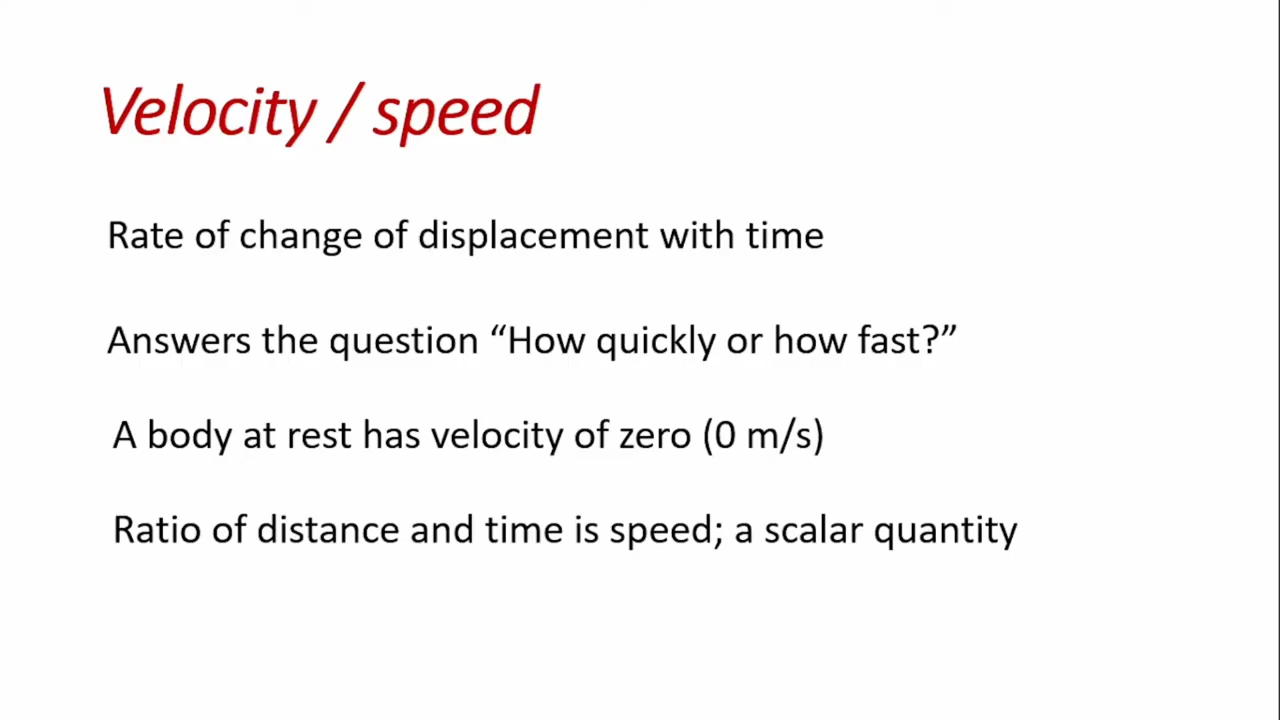 Velocity / speed
Rate of change of displacement with time
Answers the question “How quickly or how fast?”
A body at rest has velocity of zero (0 m/s)
Ratio of distance and time is speed; a scalar quantity